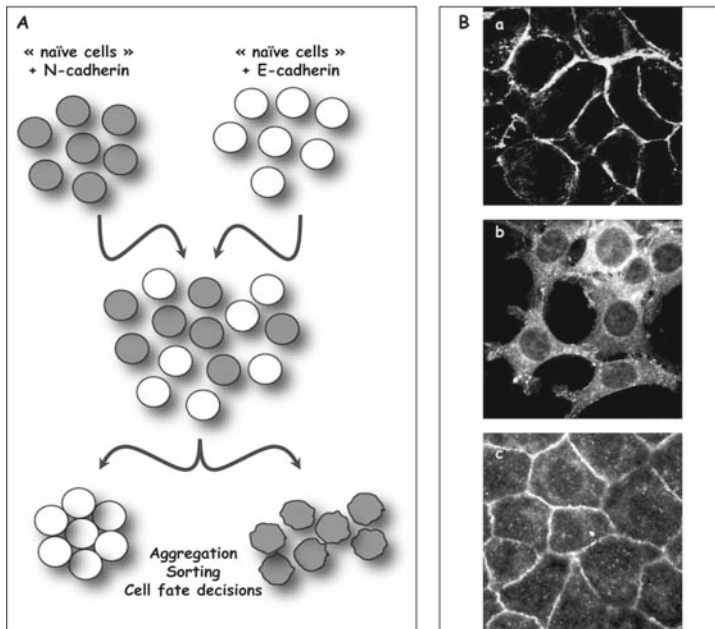 A
« naïve cells »
+ N-cadherin
« naïve cells »
+ E-cadherin
Aggregation
Sorting
Cell fate decisions
B
a
b
c